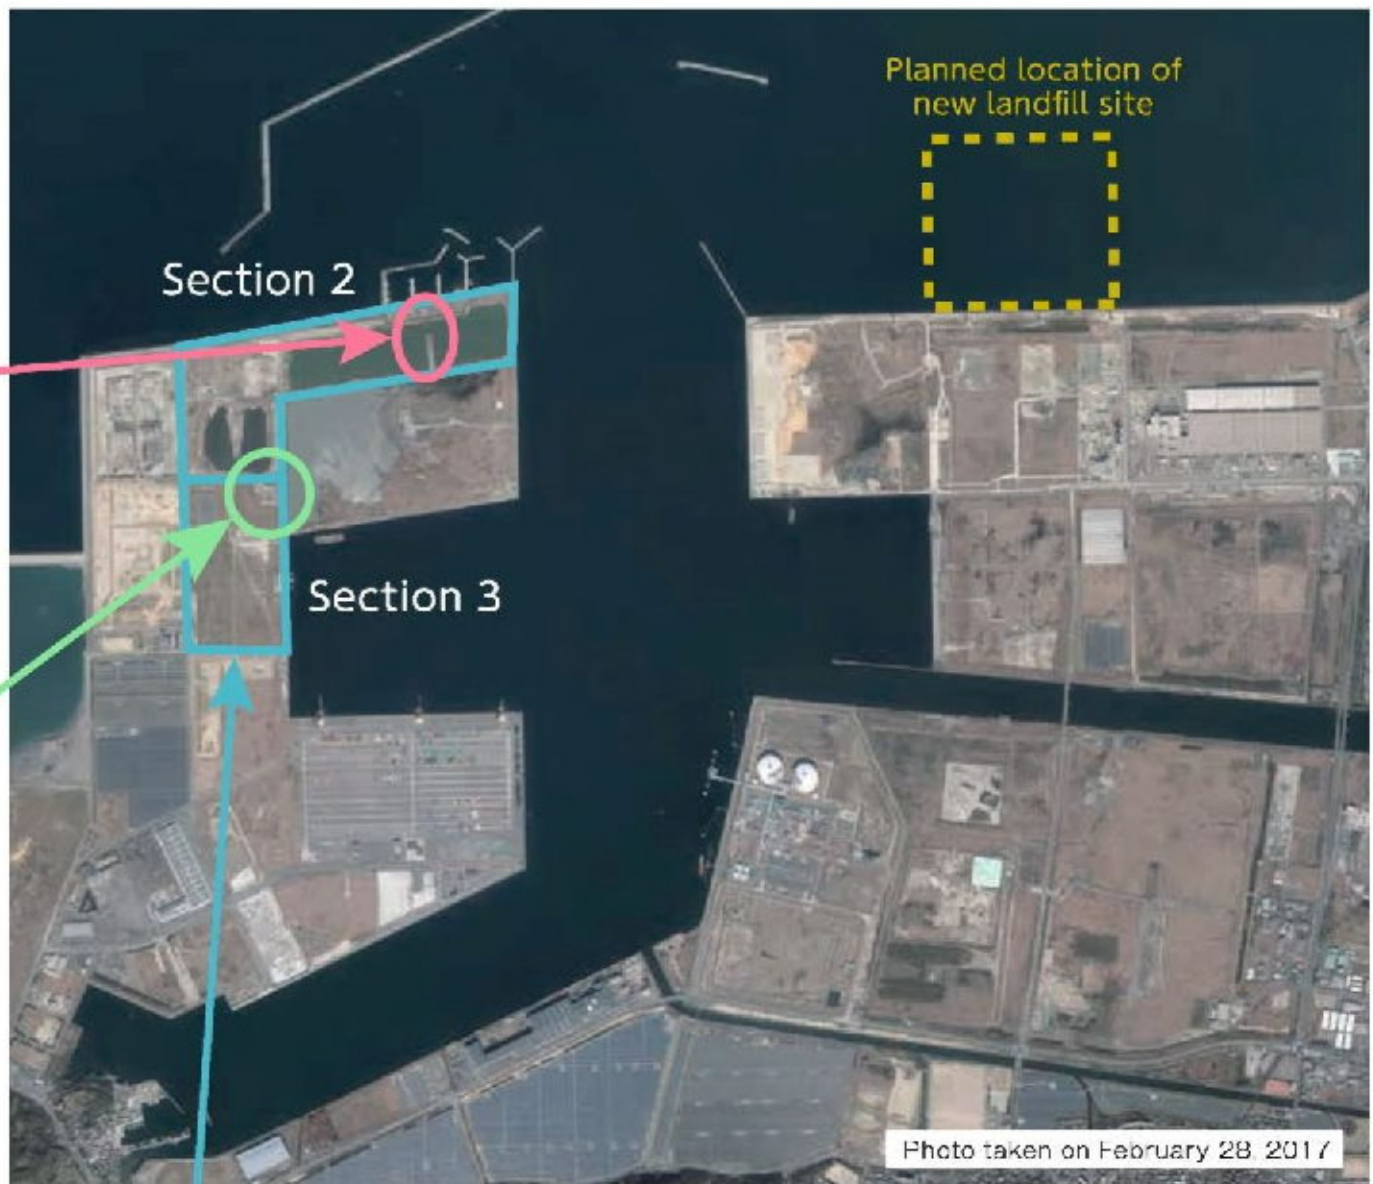 Planned location of
new landfill site
Section 2
Section 3
Photo taken on February 28, 2017